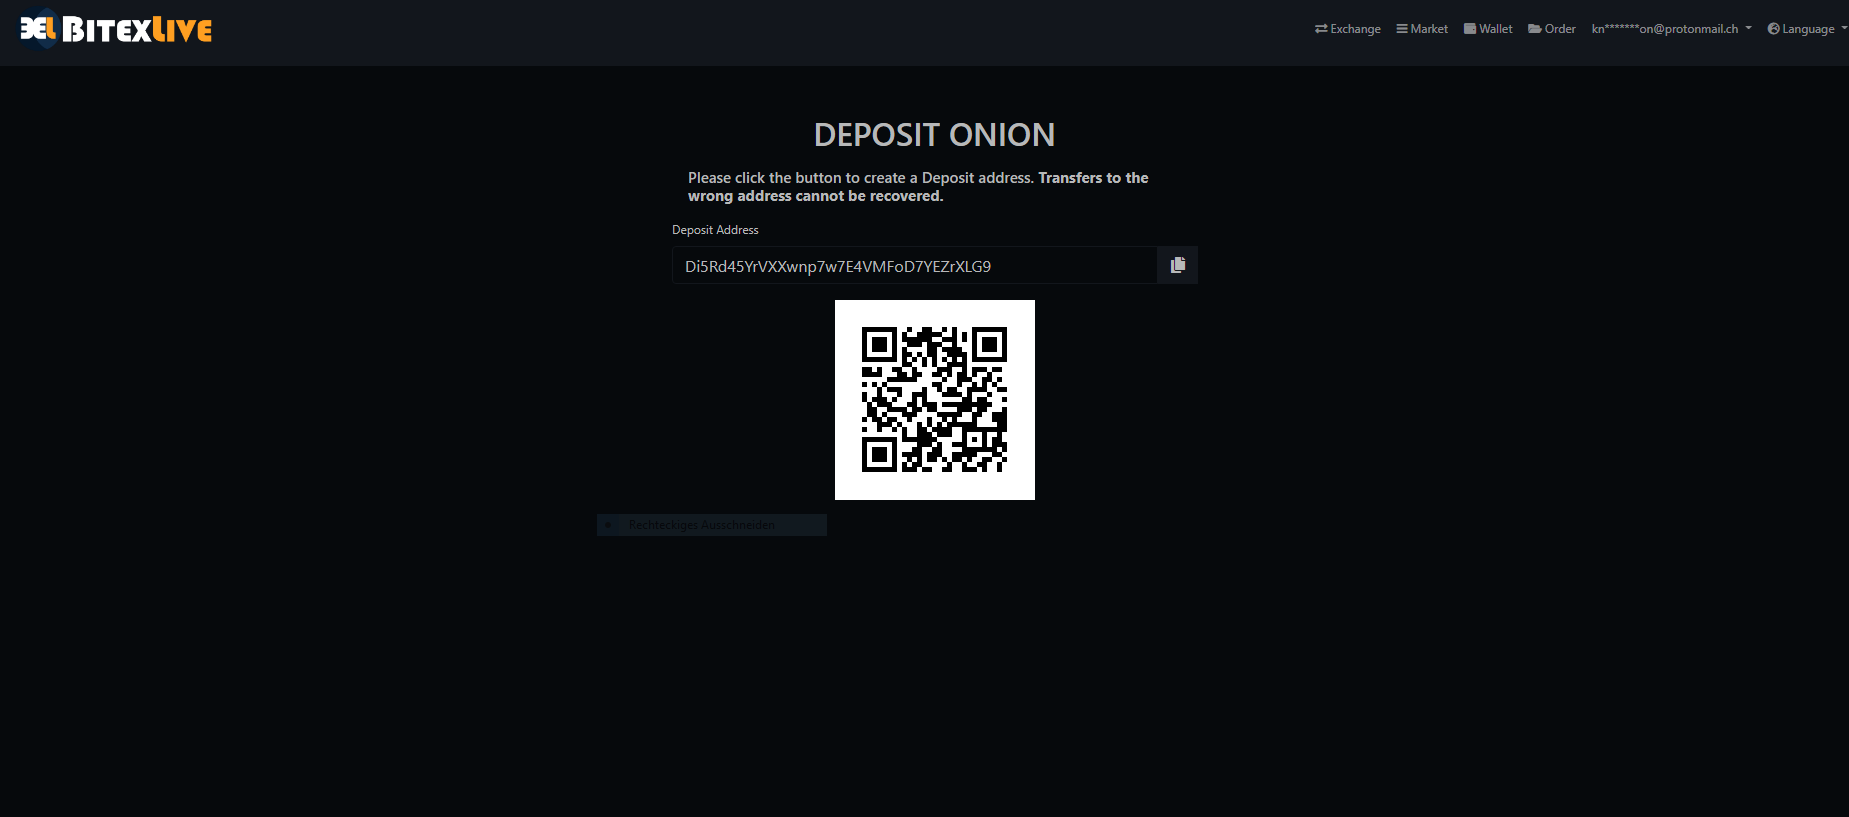 BITEXLIVE
Exchange Market Wallet Order kn*******on@protonmail.ch Language
DEPOSIT ONION
Please click the button to create a Deposit address. Transfers to the
wrong address cannot be recovered.
Deposit Address
Di5Rd45YrVXXwnp7w7E4VMFoD7YEZrXLG9
Rechteckiges Ausschneiden